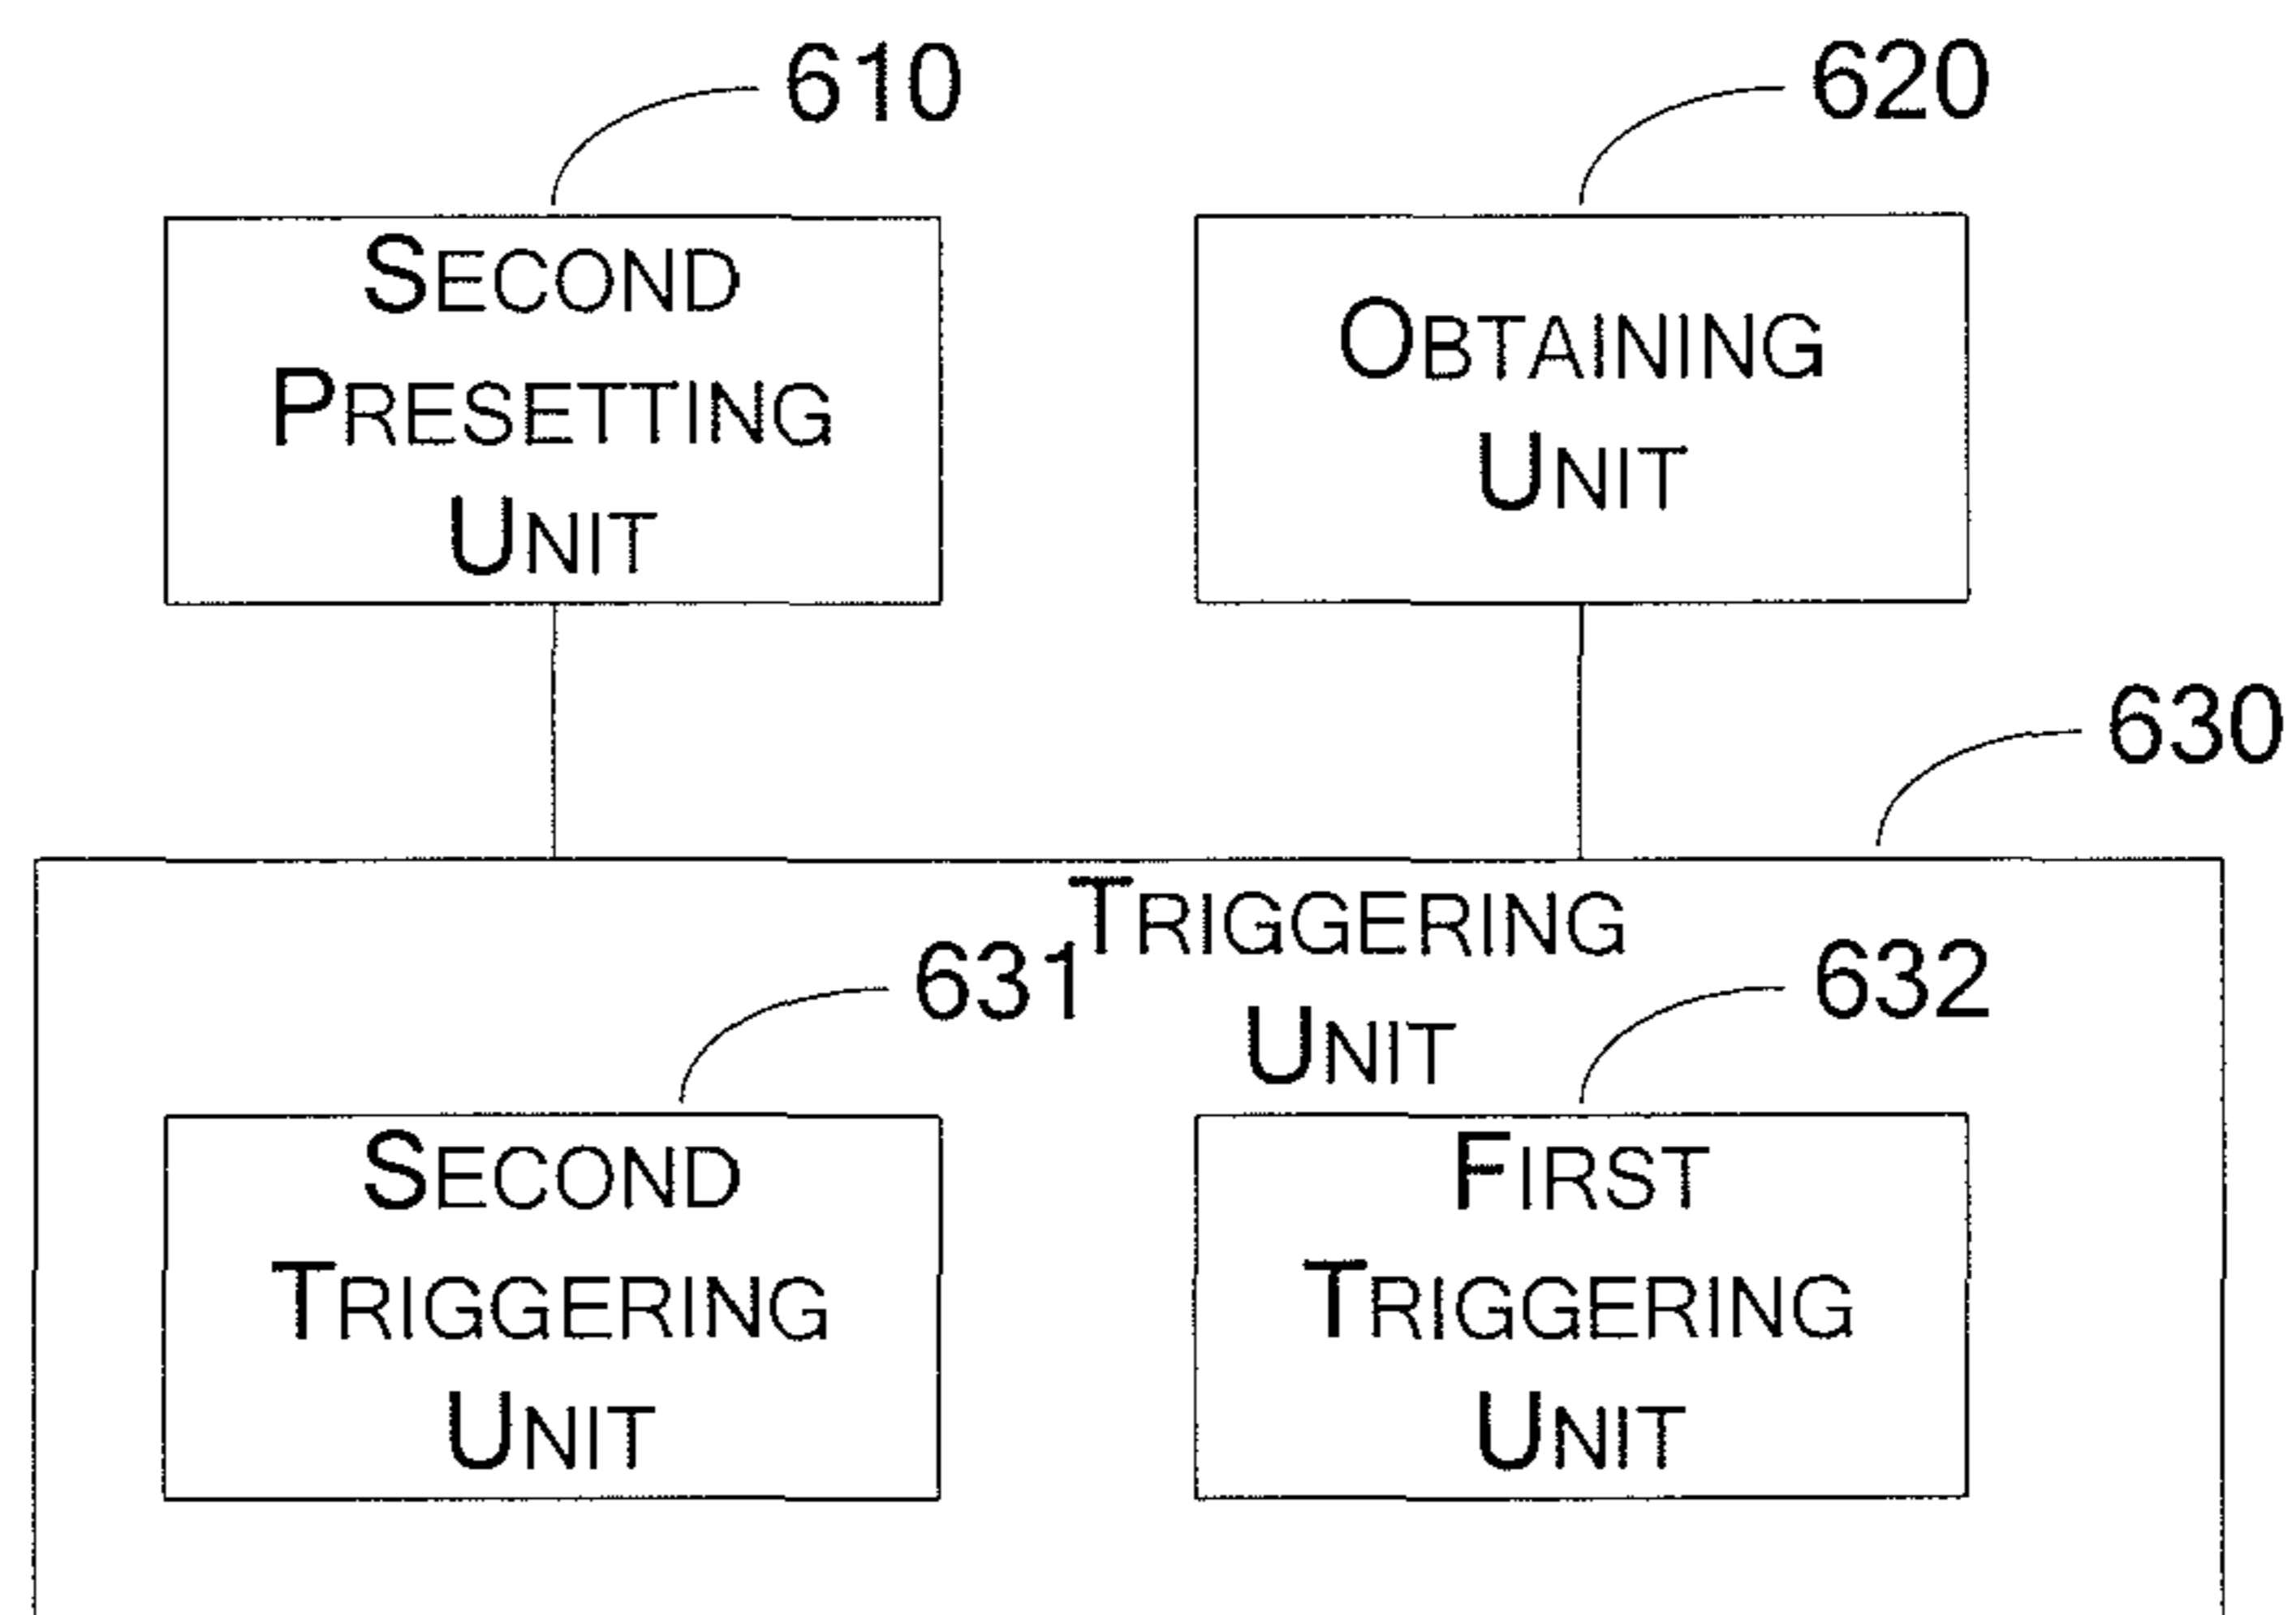 610
620
SECOND
PRESETTING
UNIT
OBTAINING
UNIT
630
TRIGGERING
UNIT
631
632
SECOND
TRIGGERING
UNIT
FIRST
TRIGGERING
UNIT